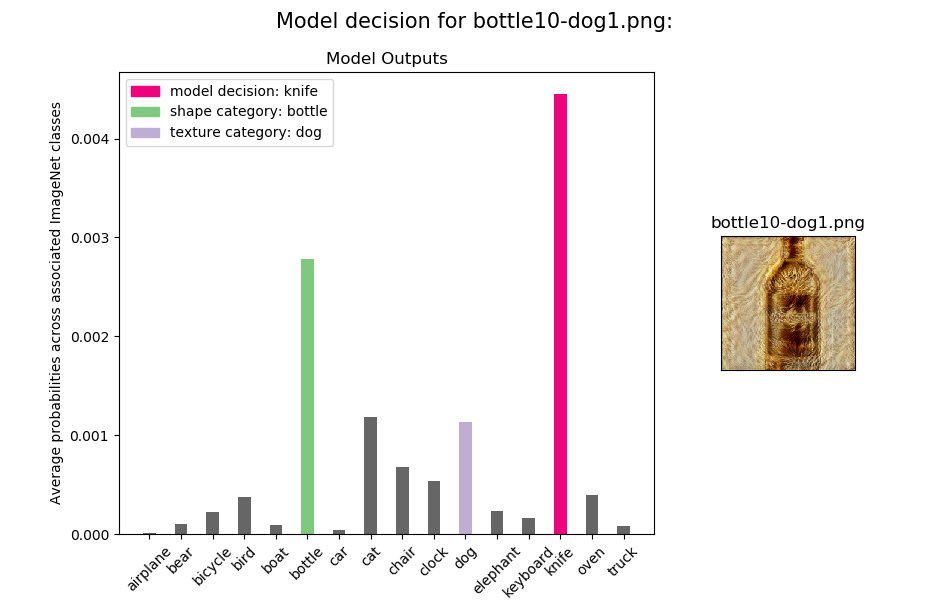 Model decision for bottle10-dog1.png:
Model Outputs
model decision: knife
shape category: bottle
texture category: dog
Average probabilities across associated ImageNet classes
0.004
0.003
0.002
0.001
0.000
airplane
bear
bicycle
bird
boat
bottle
car
cat
chair
clock
dog
elephant
keyboard
knife
oven
truck
bottle10-dog1.png